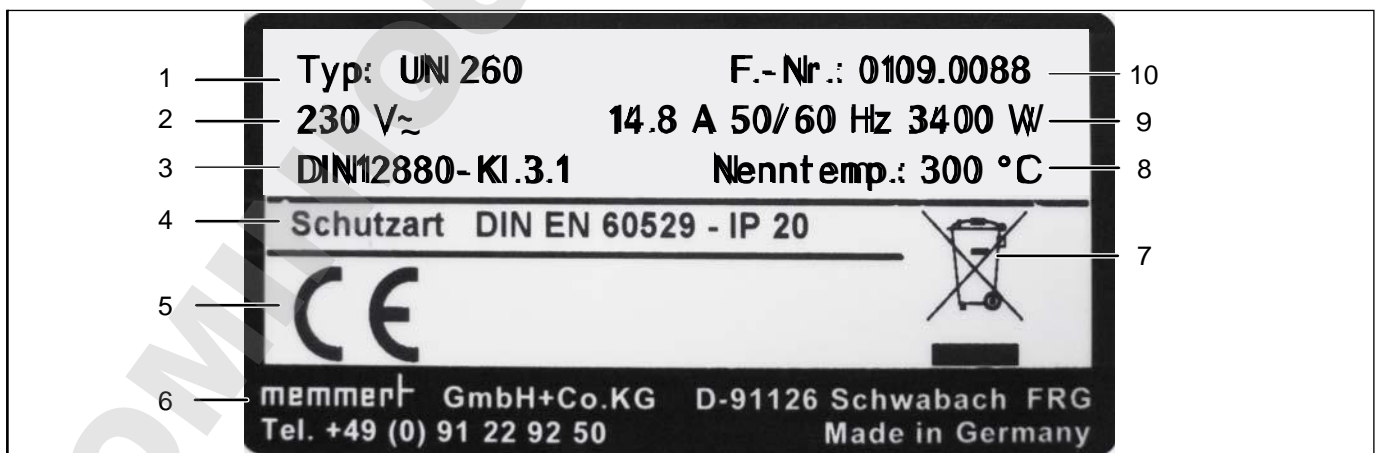 1 Typ: UNI 260 F.-Nr.: 0109.0088 10
2 230 V~ 14.8 A 50/60 Hz 3400 W 9
3 DIN12880-Kl.3.1 Nenntemp.: 300 °C 8
4 Schutzart DIN EN 60529 - IP 20
7
5 CE
6 memmert GmbH+Co.KG D-91126 Schwabach FRG
Tel. +49 (0) 91 22 92 50 Made in Germany